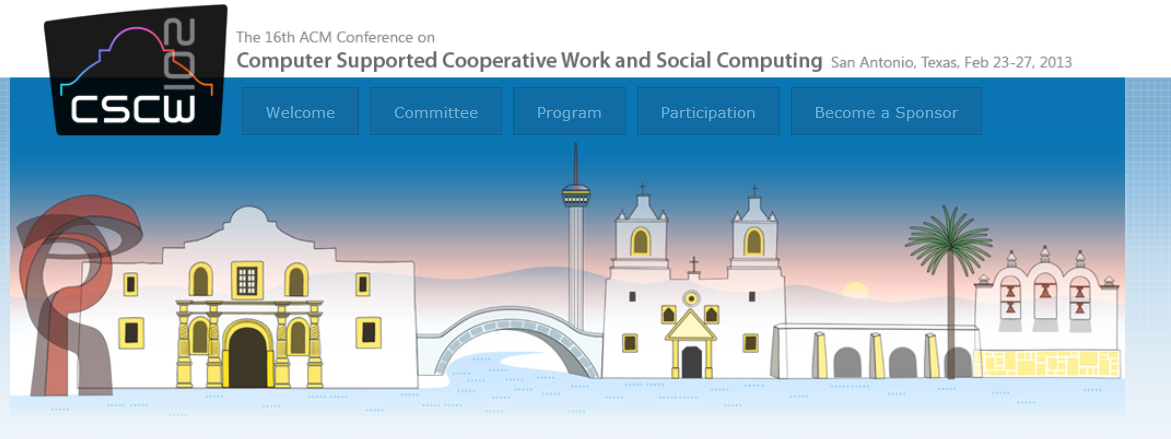 The 16th ACM Conference on
Computer Supported Cooperative Work and Social Computing San Antonio, Texas, Feb 23-27, 2013
2013
CSCW
Welcome Committee Program Participation Become a Sponsor